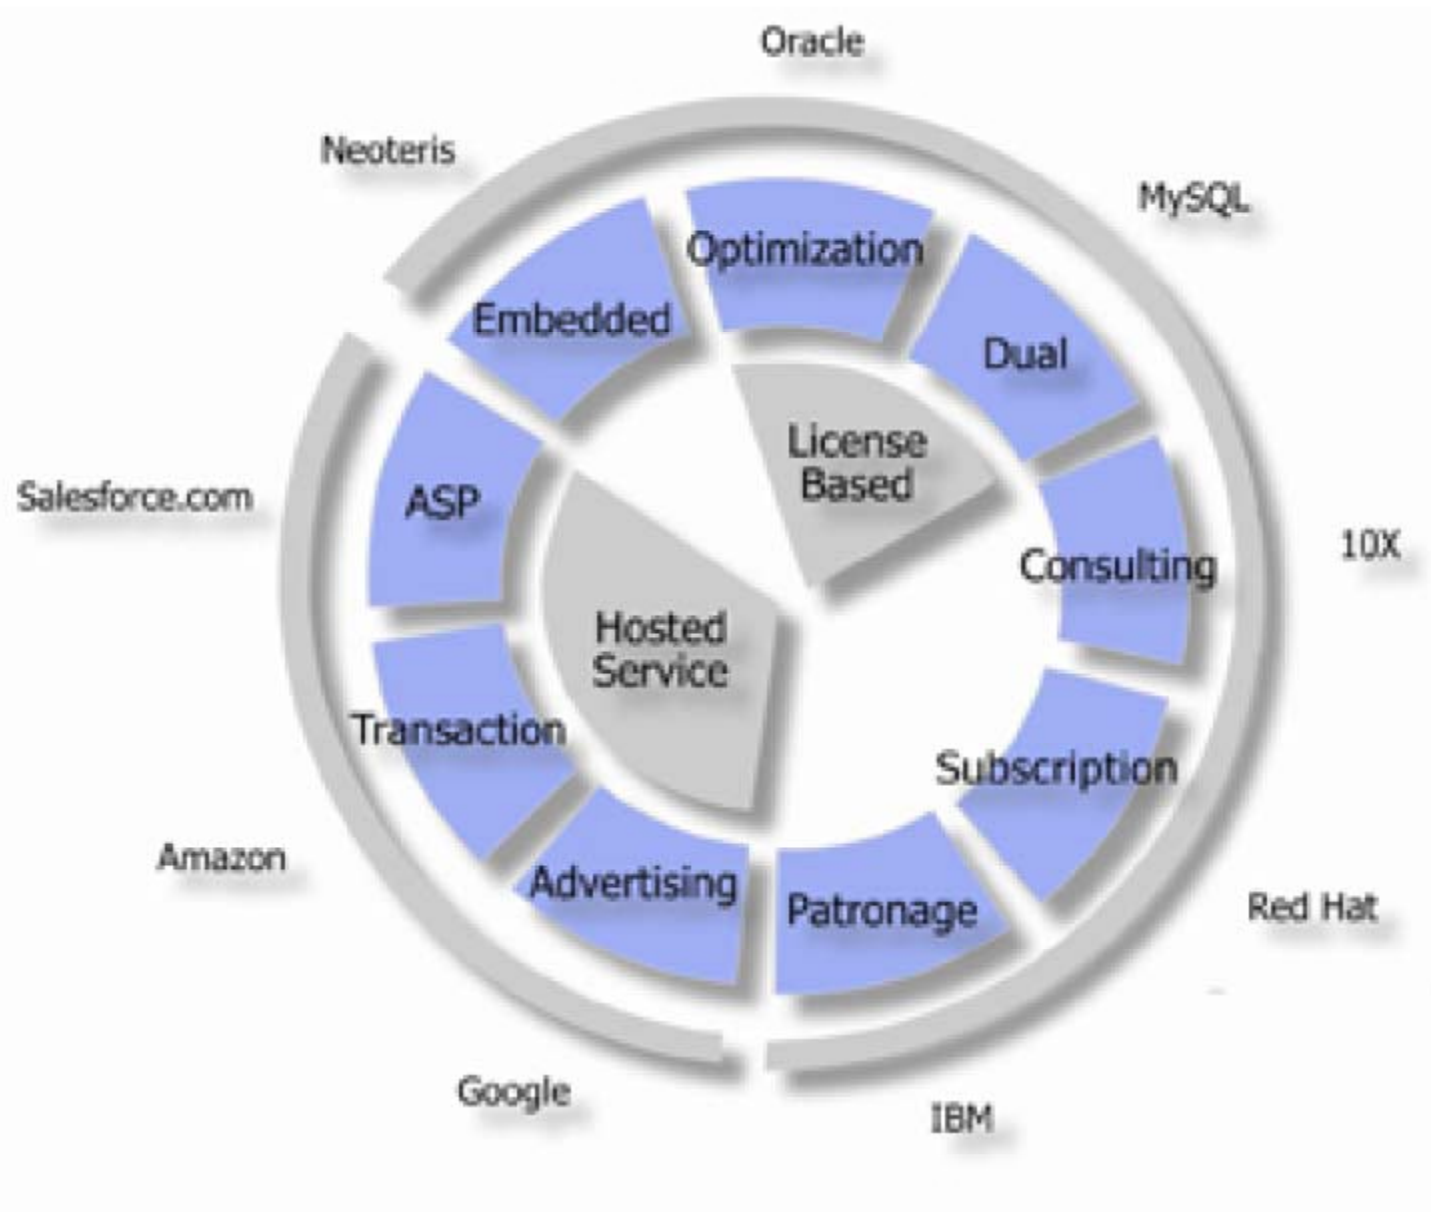 Oracle
Neoteris
MySQL
Optimization
Embedded
Dual
License
Based
Salesforce.com
ASP
10X
Consulting
Hosted
Service
Transaction
Subscription
Amazon
Advertising
Patronage
Red Hat
Google
IBM